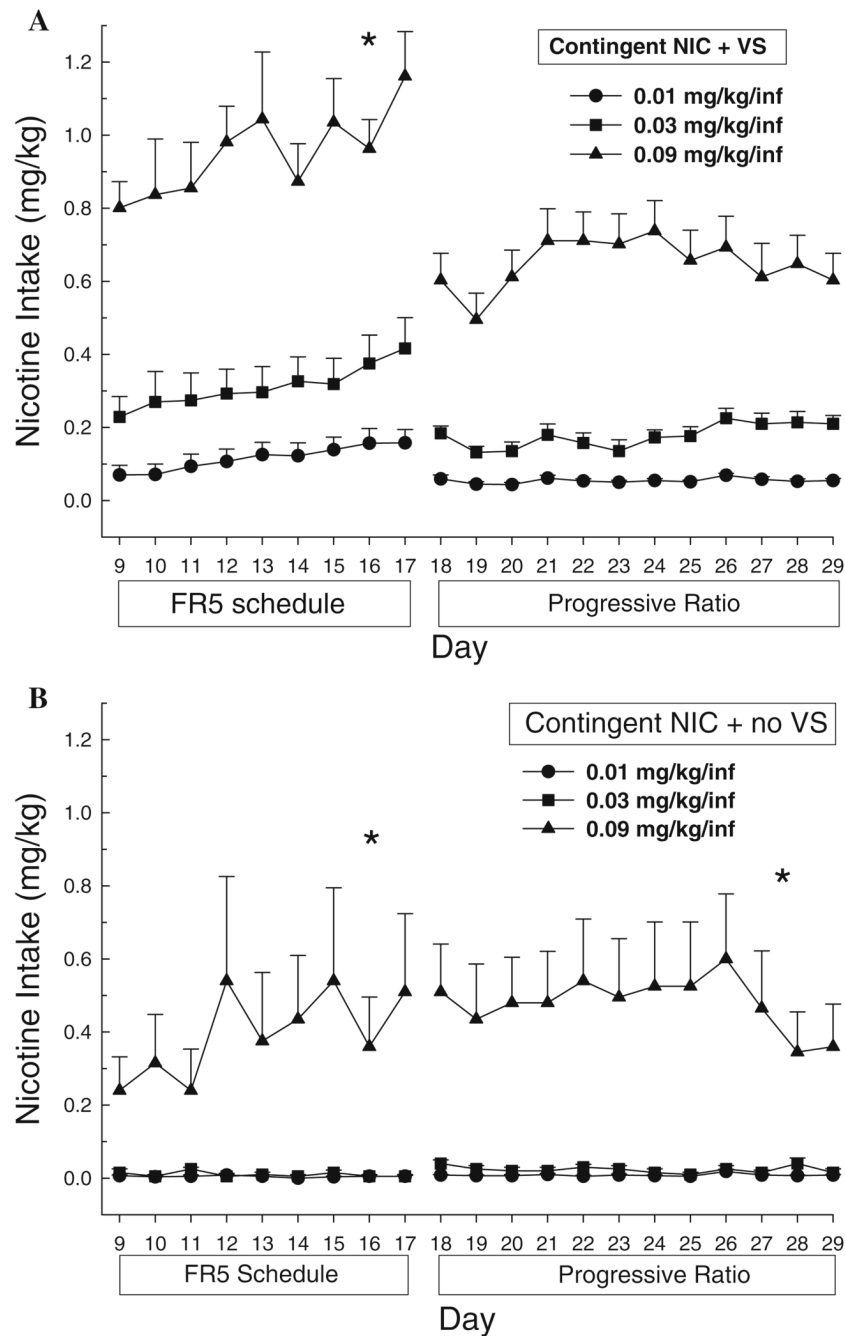 A
Contingent NIC + VS
0.01 mg/kg/inf
0.03 mg/kg/inf
0.09 mg/kg/inf
*
Nicotine Intake (mg/kg)
1.2
1.0
0.8
0.6
0.4
0.2
0.0
9 10 11 12 13 14 15 16 17 18 19 20 21 22 23 24 25 26 27 28 29
FR5 schedule Progressive Ratio
Day
B
Contingent NIC + no VS
0.01 mg/kg/inf
0.03 mg/kg/inf
0.09 mg/kg/inf
*
*
Nicotine Intake (mg/kg)
1.2
1.0
0.8
0.6
0.4
0.2
0.0
9 10 11 12 13 14 15 16 17 18 19 20 21 22 23 24 25 26 27 28 29
FR5 Schedule Progressive Ratio
Day